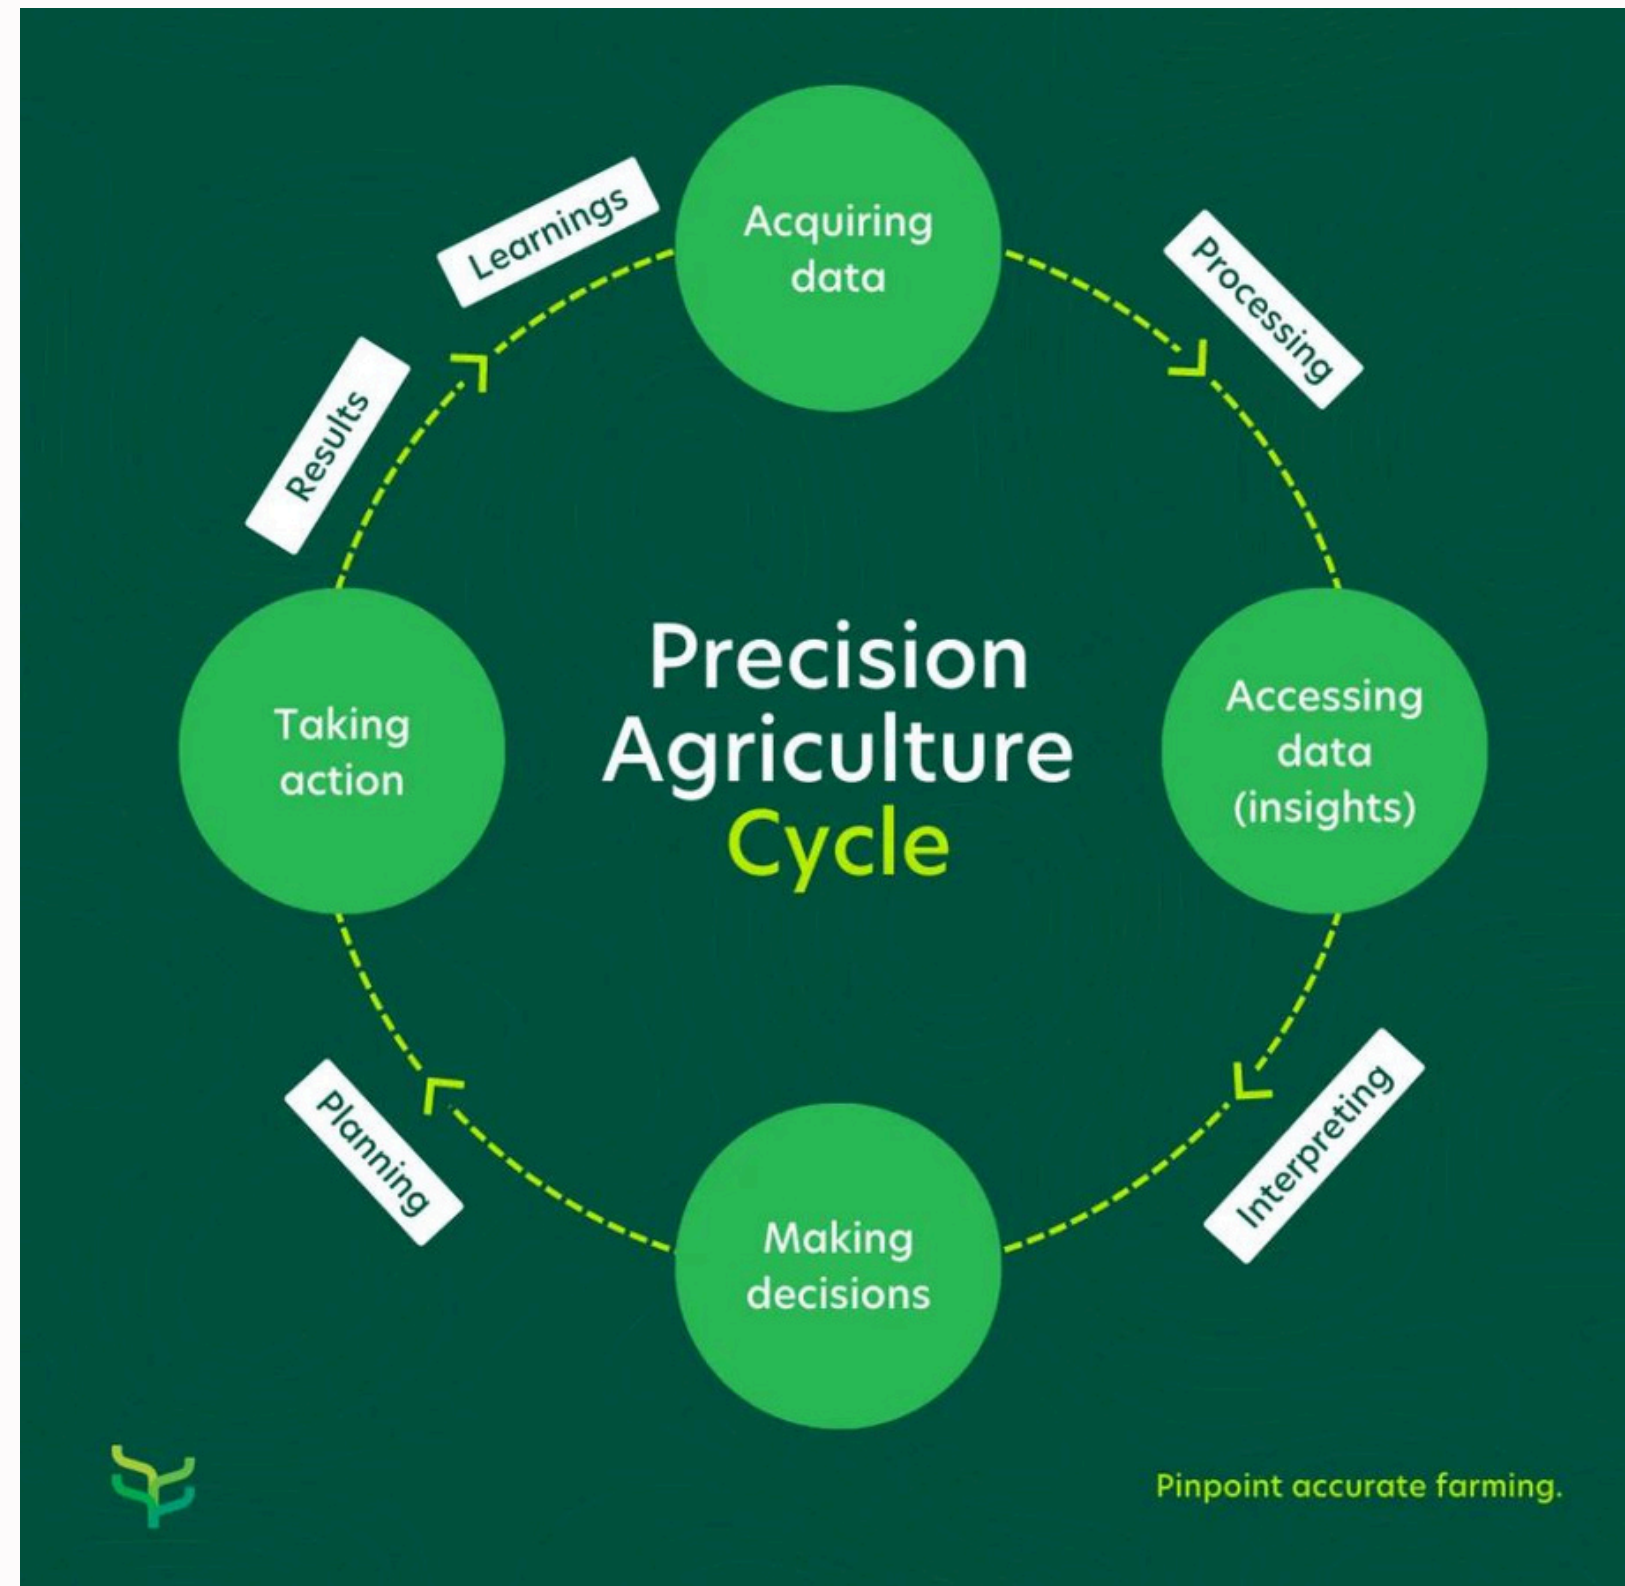 Acquiring
data
Processing
Accessing
data
(insights)
Interpreting
Making
decisions
Planning
Taking
action
Results
Learnings
Precision
Agriculture
Cycle
Pinpoint accurate farming.